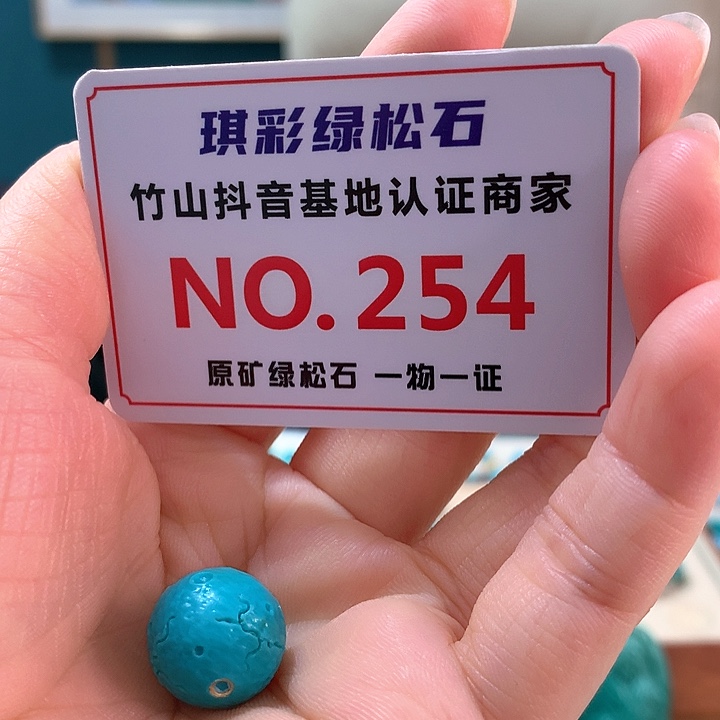 琪彩绿松石
竹山抖音基地认证商家
NO.254
原矿绿松石 一物一证